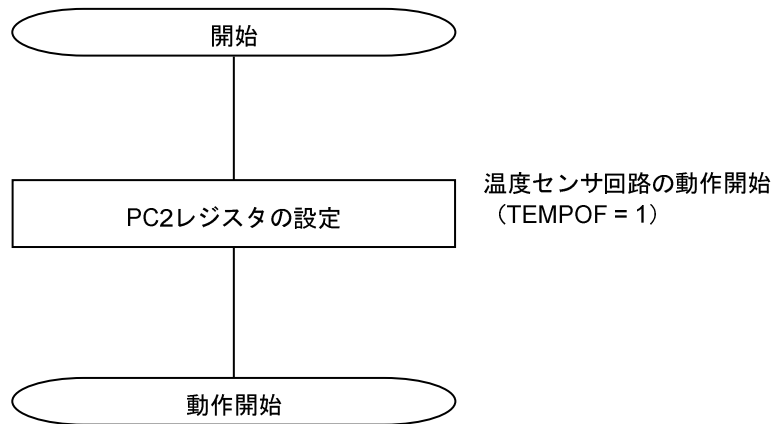 開始
PC2レジスタの設定
温度センサ回路の動作開始
（TEMPOF = 1）
動作開始